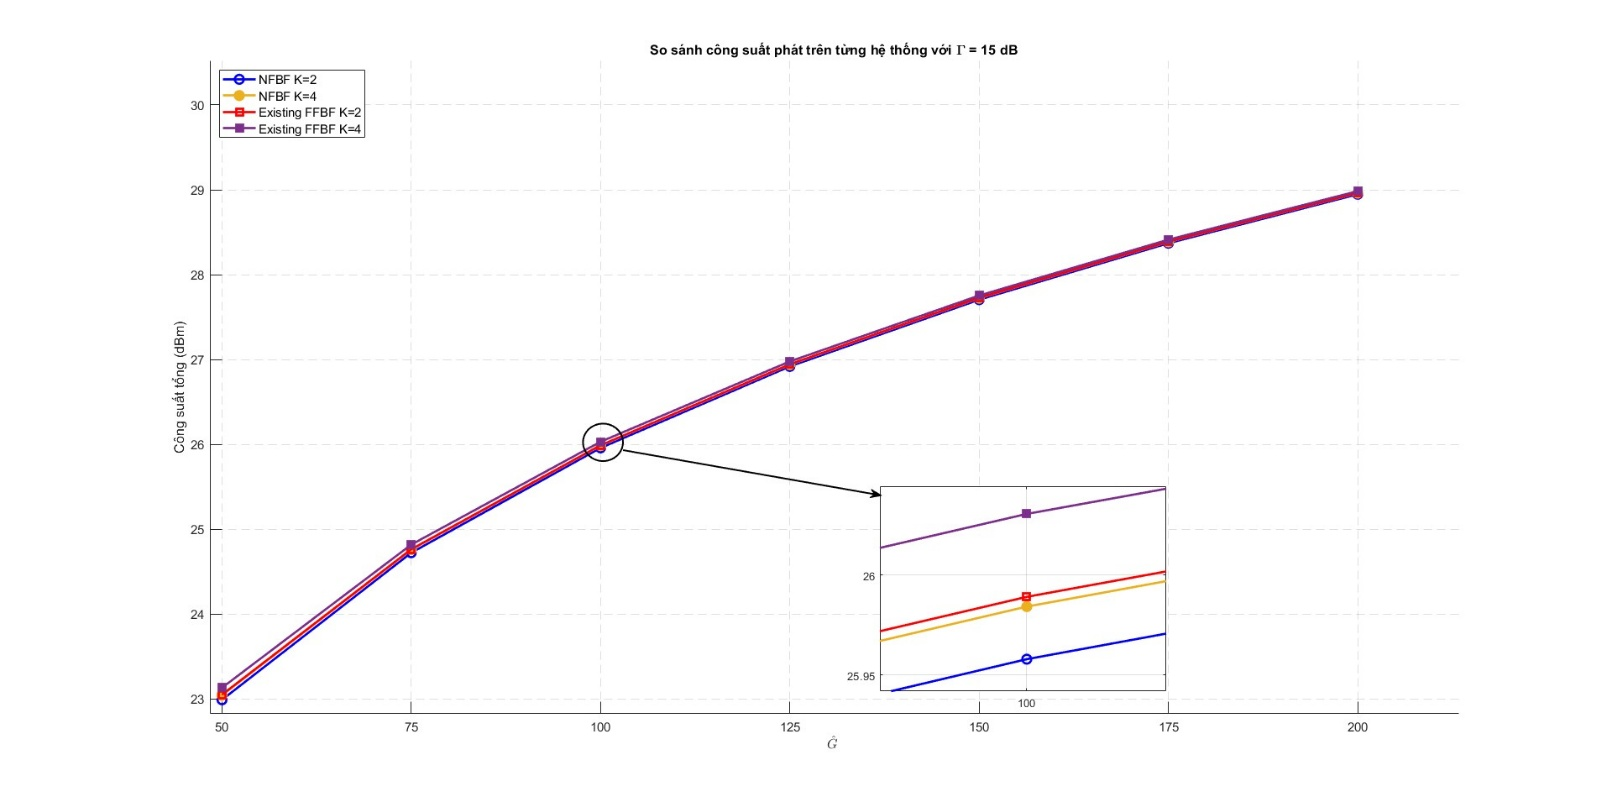 So sánh công suất phát trên từng hệ thống với Γ = 15 dB
NFBF K=2
NFBF K=4
Existing FFBF K=2
Existing FFBF K=4
Công suất tổng (dBm)
30
29
28
27
26
25
24
23
26
25.95
100
50
75
100
125
150
175
200
Ĝ